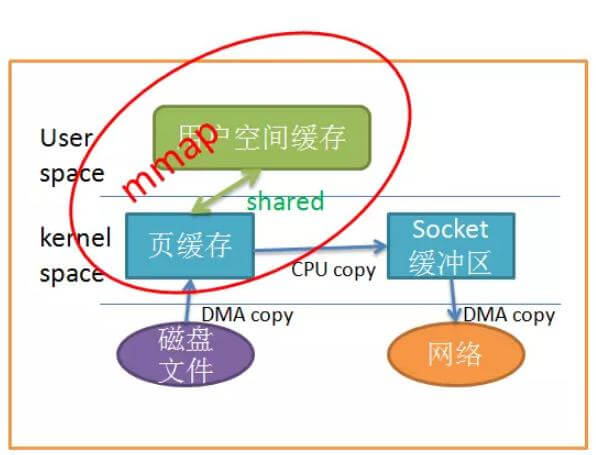 User
space
用户空间缓存
mmap
shared
kernel
space
页缓存
CPU copy
Socket
缓冲区
DMA copy
DMA copy
磁盘
文件
网络